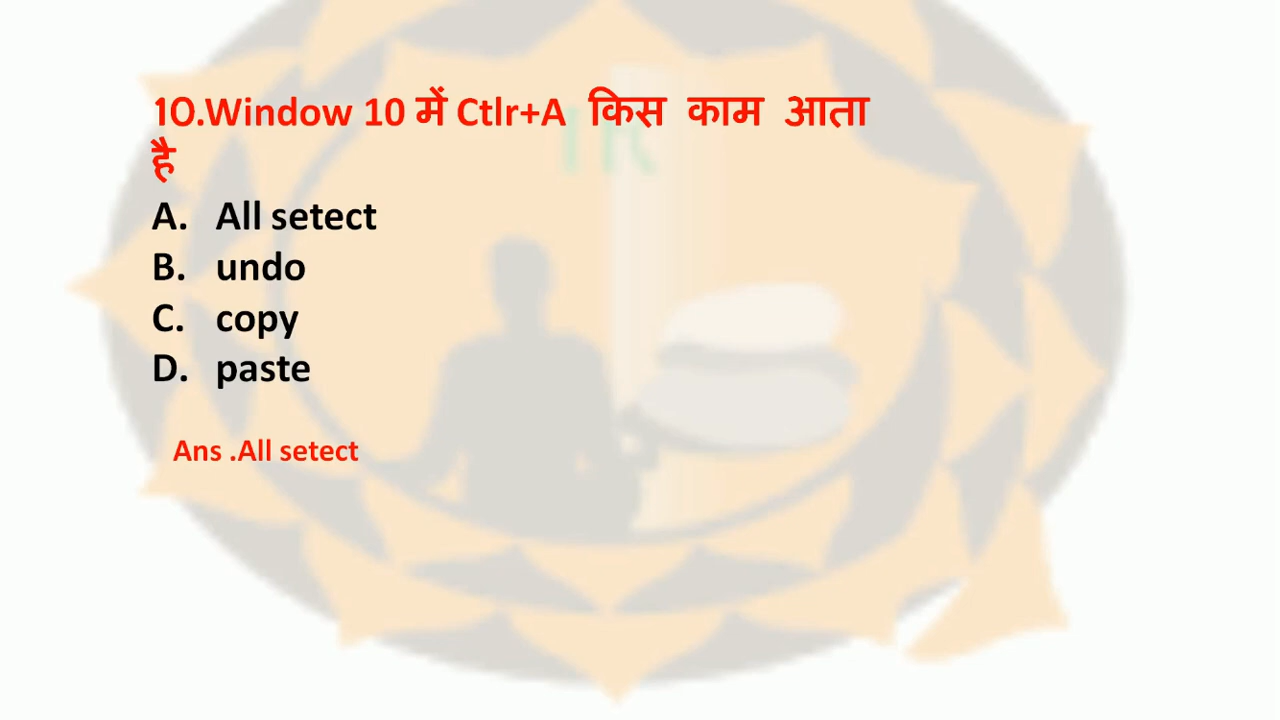 10.Window 10 में Ctlr+A किस काम आता
है
A. All setect
B. undo
C. copy
D. paste
Ans .All setect